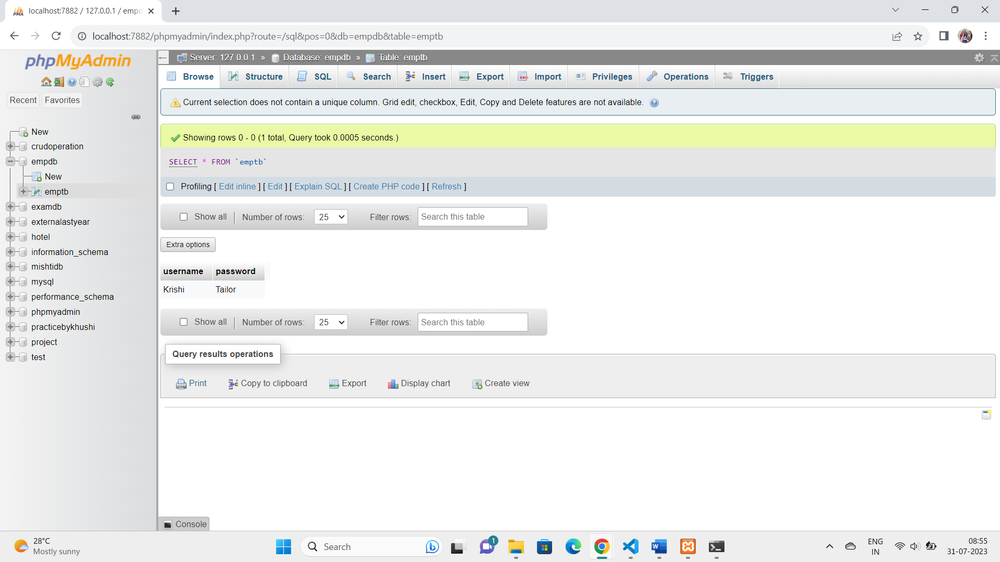 localhost:7882 / 127.0.0.1 / empd
localhost:7882/phpmyadmin/index.php?route=/sql&pos=0&db=empdb&table=emptb
phpMyAdmin
Recent Favorites
New
crudoperation
empdb
New
emptb
examdb
externalastyear
hotel
information_schema
mishtidb
mysql
performance_schema
phpmyadmin
practicebykhushi
project
test
Server: 127.0.0.1 » Database: empdb » Table: emptb
Browse Structure SQL Search Insert Export Import Privileges Operations Triggers
Current selection does not contain a unique column. Grid edit, checkbox, Edit, Copy and Delete features are not available.
Showing rows 0 - 0 (1 total, Query took 0.0005 seconds.)
SELECT * FROM `emptb`
Profiling [ Edit inline ] [ Edit ] [ Explain SQL ] [ Create PHP code ] [ Refresh ]
Show all Number of rows: 25 Filter rows: Search this table
Extra options
username password
Krishi Tailor
Show all Number of rows: 25 Filter rows: Search this table
Query results operations
Print Copy to clipboard Export Display chart Create view
Console
28°C
Mostly sunny
Search
1
ENG
IN
08:55
31-07-2023